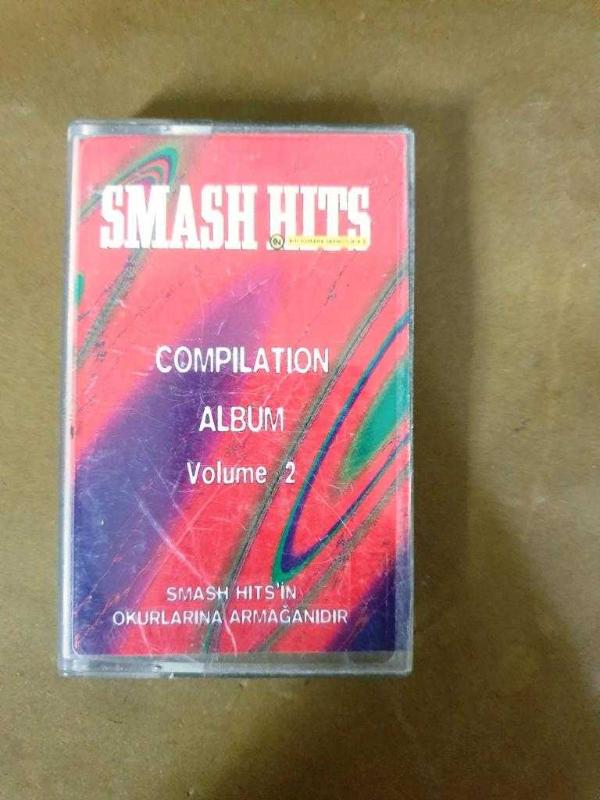 SMASH HITS
COMPILATION
ALBUM
Volume 2
SMASH HITS'İN
OKURLARINA ARMAĞANIDIR